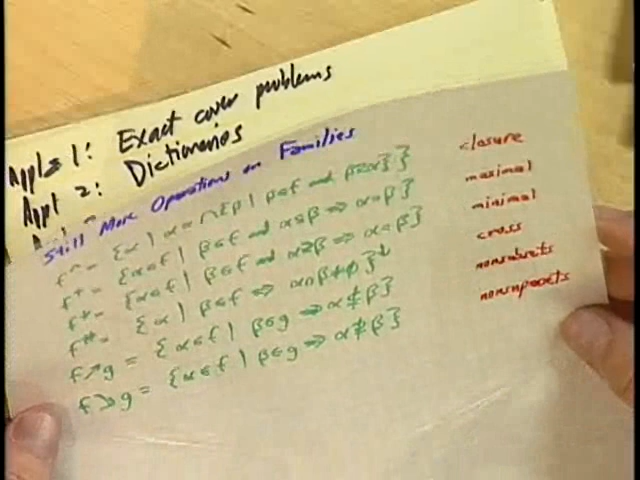 Appl 1: Exact cover problems
Appl 2: Dictionaries
Still More Operations on Families
f^∩ = {α | α = ∩{β | β∈f and β⊇α}} closure
f^↑ = {α∈f | β∈f and α⊆β ⇒ α=β} maximal
f^↓ = {α∈f | β∈f and α⊇β ⇒ α=β} minimal
f^# = {α | β∈f ⇒ α∩β≠∅}^↓ cross
f↗g = {α∈f | β∈g ⇒ α⊈β} nonsubsets
f↘g = {α∈f | β∈g ⇒ α⊉β} nonsupersets